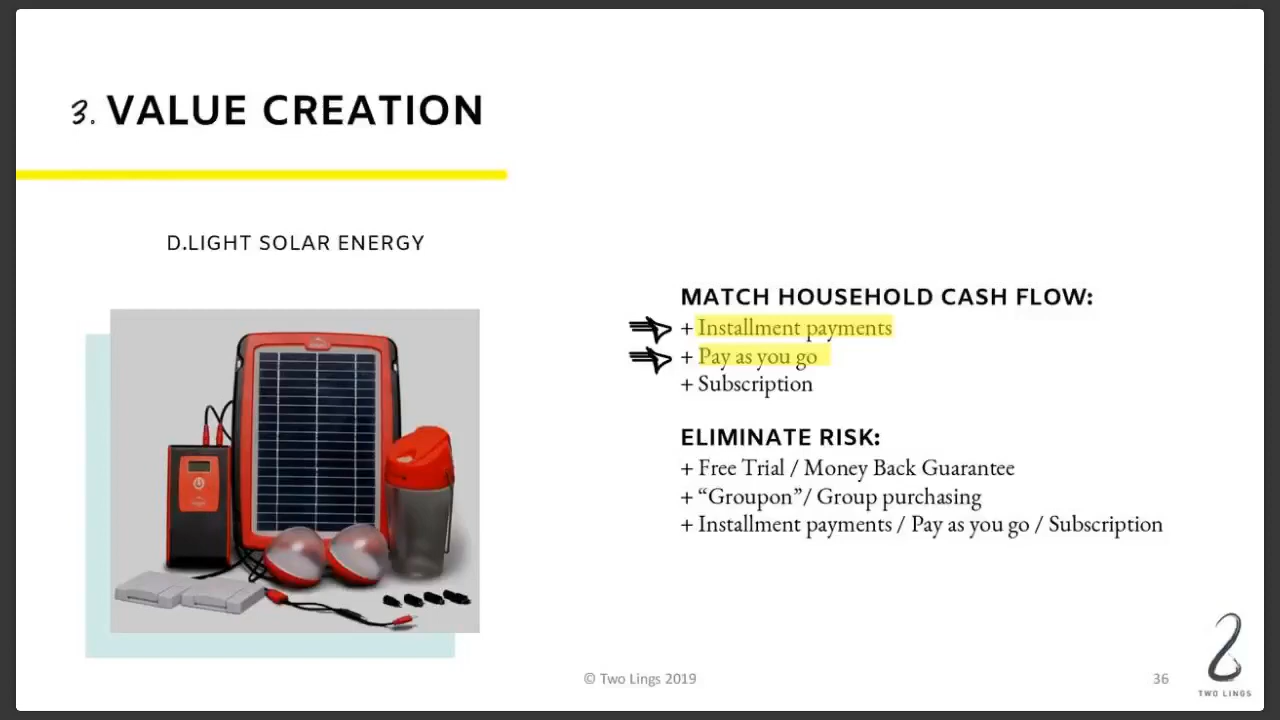 3. VALUE CREATION
D.LIGHT SOLAR ENERGY
MATCH HOUSEHOLD CASH FLOW:
+ Installment payments
+ Pay as you go
+ Subscription
ELIMINATE RISK:
+ Free Trial / Money Back Guarantee
+ “Groupon”/ Group purchasing
+ Installment payments / Pay as you go / Subscription
© Two Lings 2019
36
TWO LINGS